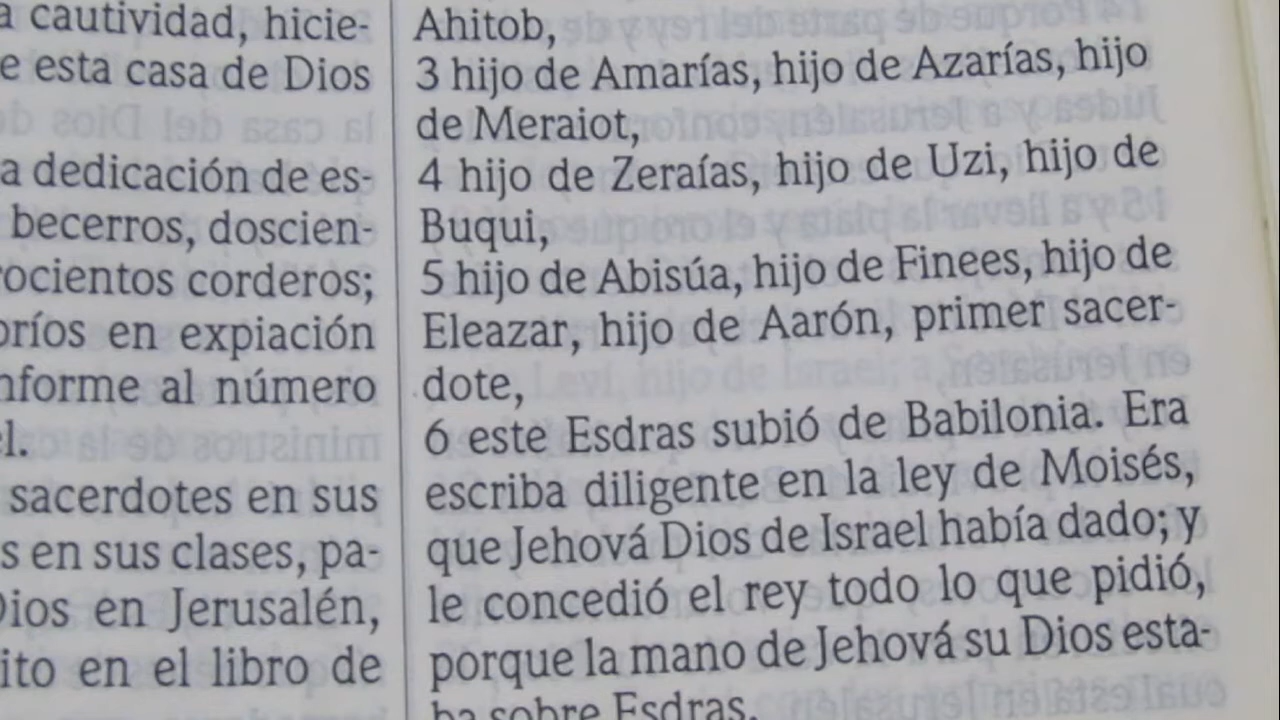 a cautividad, hicie-
e esta casa de Dios
a dedicación de es-
becerros, doscien-
rocientos corderos;
bríos en expiación
nforme al número
el.
sacerdotes en sus
s en sus clases, pa-
Dios en Jerusalén,
ito en el libro de
Ahitob,
3 hijo de Amarías, hijo de Azarías, hijo
de Meraiot,
4 hijo de Zeraías, hijo de Uzi, hijo de
Buqui,
5 hijo de Abisúa, hijo de Finees, hijo de
Eleazar, hijo de Aarón, primer sacer-
dote,
6 este Esdras subió de Babilonia. Era
escriba diligente en la ley de Moisés,
que Jehová Dios de Israel había dado; y
le concedió el rey todo lo que pidió,
porque la mano de Jehová su Dios esta-
ba sobre Esdras.